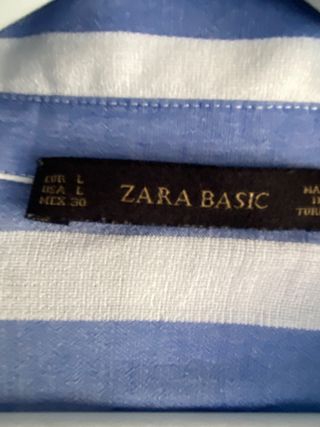 EUR L
USA L
MEX 30
ZARA BASIC